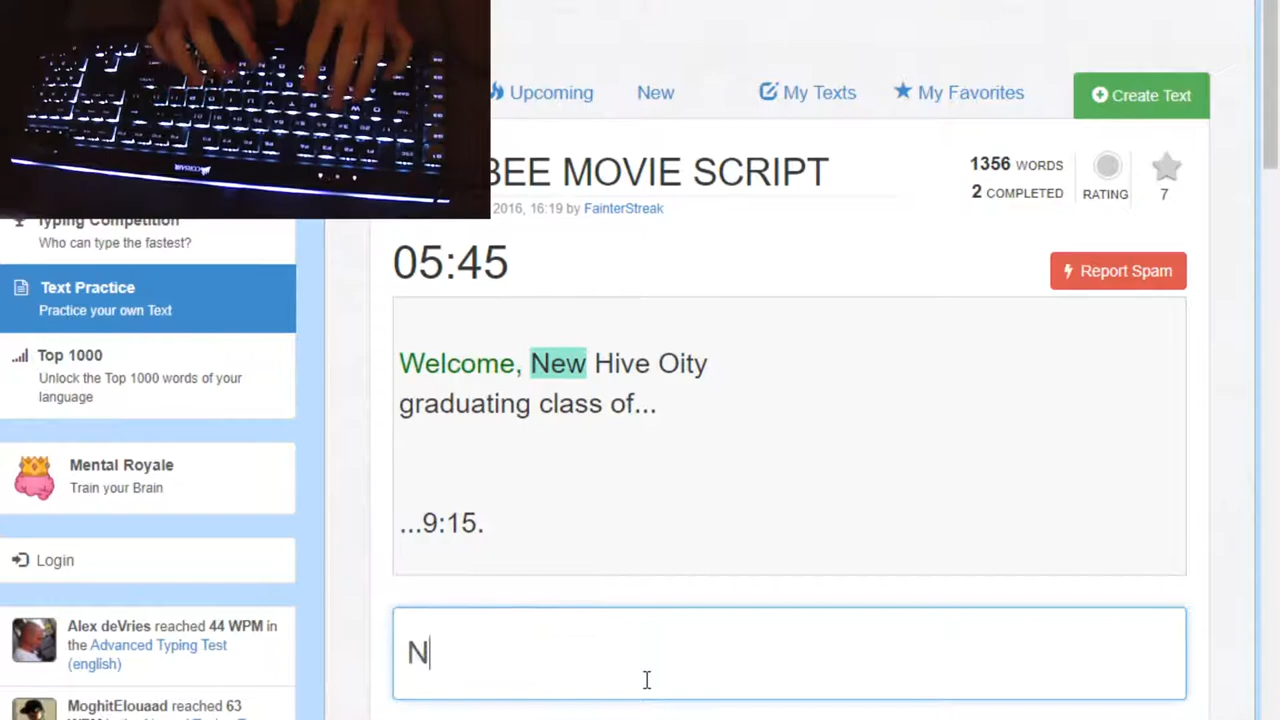 CORSAIR
Upcoming
New
My Texts
My Favorites
Create Text
BEE MOVIE SCRIPT
1356 WORDS
2 COMPLETED
RATING
7
2016, 16:19 by FainterStreak
Typing Competition
Who can type the fastest?
05:45
Report Spam
Text Practice
Practice your own Text
Top 1000
Unlock the Top 1000 words of your
language
Welcome, New Hive Oity
graduating class of...
...9:15.
Mental Royale
Train your Brain
Login
N
Alex deVries reached 44 WPM in
the Advanced Typing Test
(english)
MoghitElouaad reached 63